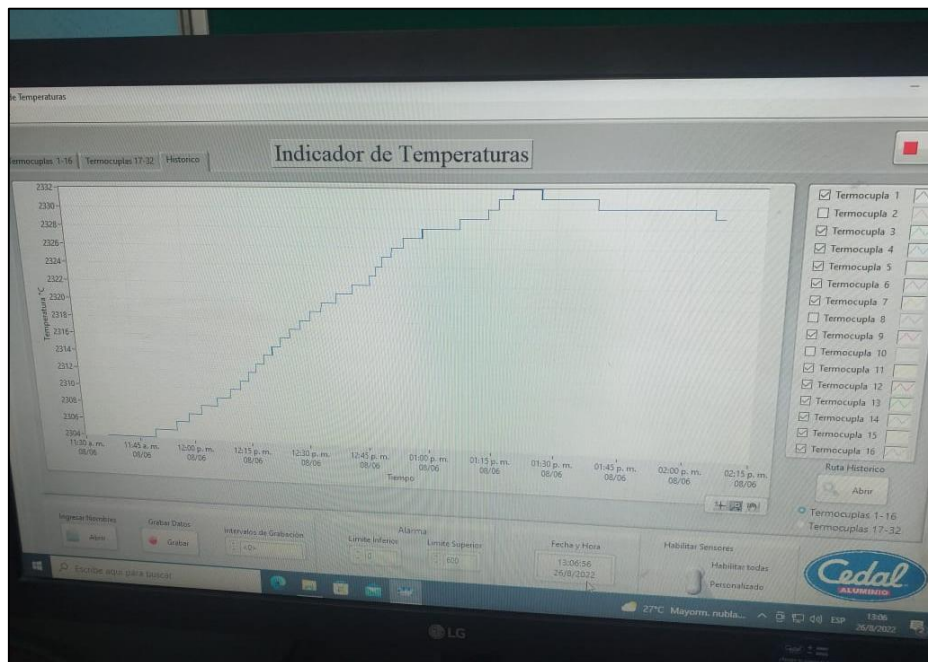 de Temperaturas
Termocuplas 1-16 Termocuplas 17-32 Historico
Indicador de Temperaturas
2332
2330
2328
2326
2324
2322
2320
2318
2316
2314
2312
2310
2308
2306
2304
Temperatura °C
11:30 a. m. 11:45 a. m. 12:00 p. m. 12:15 p. m. 12:30 p. m. 12:45 p. m. 01:00 p. m. 01:15 p. m. 01:30 p. m. 01:45 p. m. 02:00 p. m. 02:15 p. m.
08/06 08/06 08/06 08/06 08/06 08/06 08/06 08/06 08/06 08/06 08/06 08/06
Tiempo
Termocupla 1
Termocupla 2
Termocupla 3
Termocupla 4
Termocupla 5
Termocupla 6
Termocupla 7
Termocupla 8
Termocupla 9
Termocupla 10
Termocupla 11
Termocupla 12
Termocupla 13
Termocupla 14
Termocupla 15
Termocupla 16
Ruta Historico
Abrir
Termocuplas 1-16
Termocuplas 17-32
Ingresar Nombres
Abrir
Grabar Datos
Grabar
Intervalos de Grabación
<0>
Alarma
Limite Inferior
0
Limite Superior
600
Fecha y Hora
13:06:56
26/8/2022
Habilitar Sensores
Habilitar todas
Personalizado
Cedal
ALUMINIO
Escribe aquí para buscar
27°C Mayorm. nubla... ESP 13:06
26/8/2022
LG